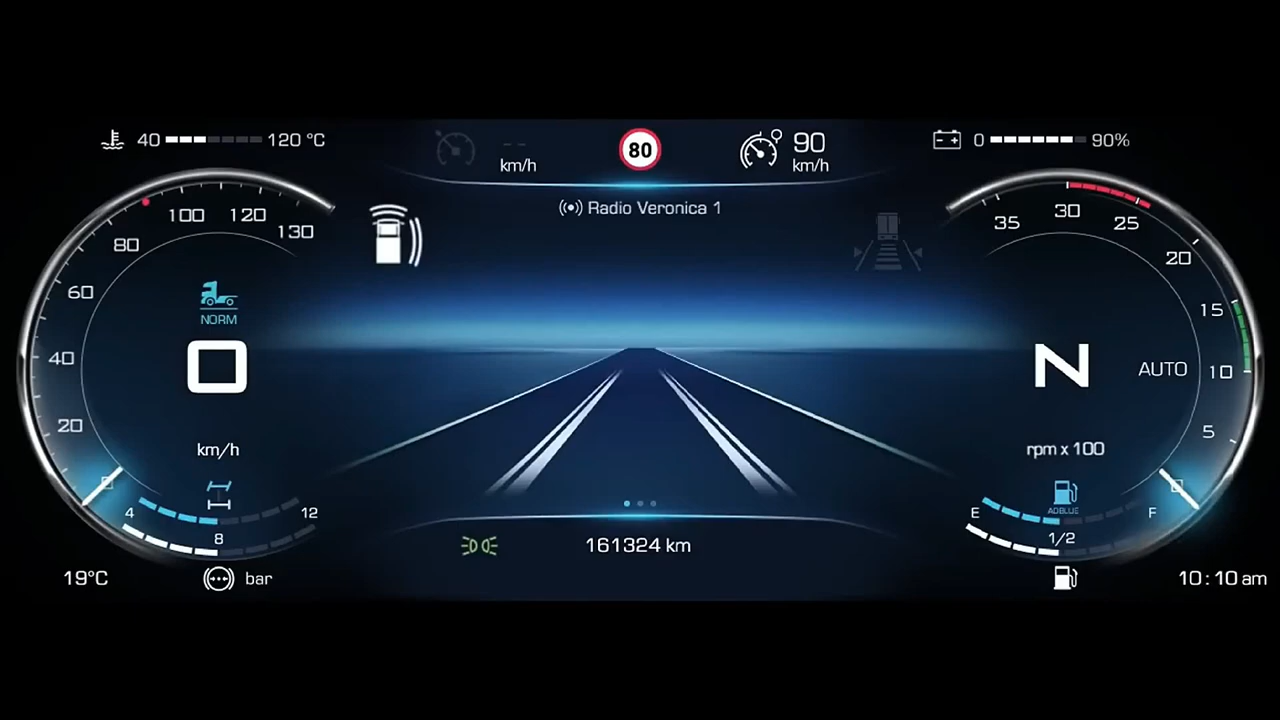 40 120 °C
-- km/h
80
90 km/h
0 90%
Radio Veronica 1
20 40 60 80 100 120 130
NORM
0
km/h
4 8 12
bar
19°C
35 30 25 20 15 10 5 0
N AUTO
rpm x 100
ADBLUE
E 1/2 F
161324 km
10:10 am